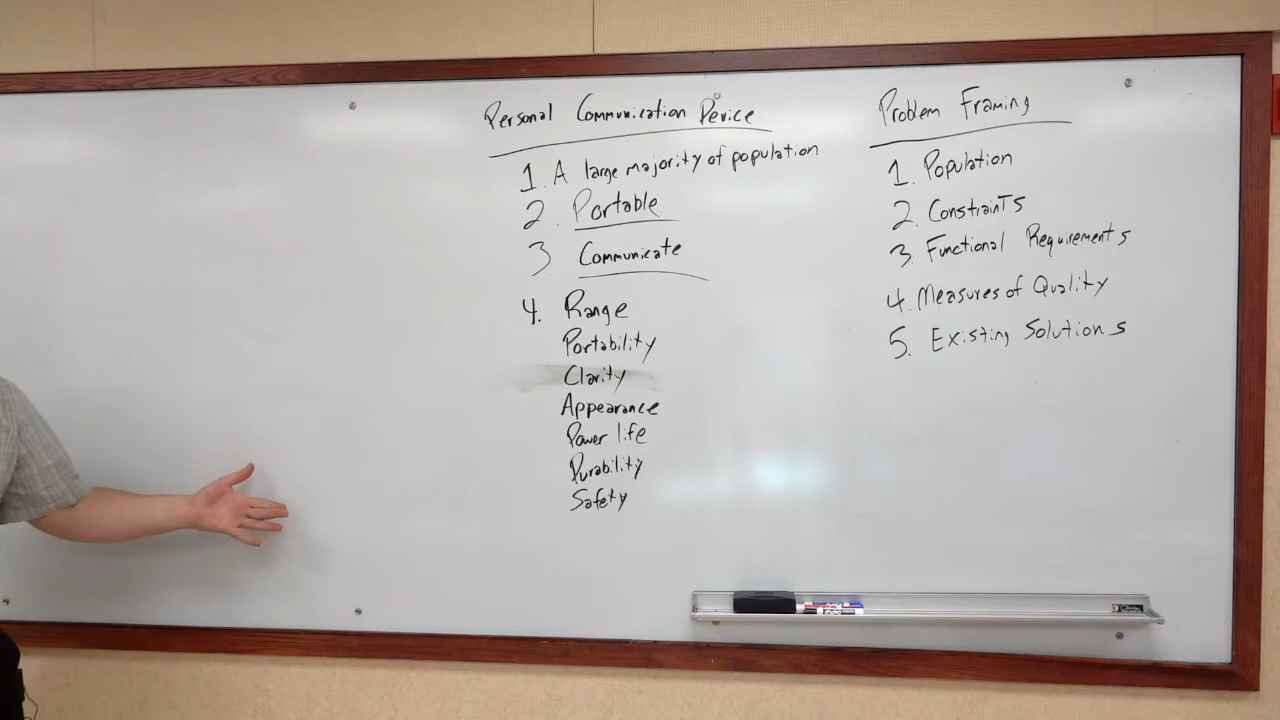 Personal Communication Device
1. A large majority of population
2. Portable
3. Communicate
4. Range
Portability
Clarity
Appearance
Power life
Durability
Safety
Problem Framing
1. Population
2. Constraints
3. Functional Requirements
4. Measures of Quality
5. Existing Solutions